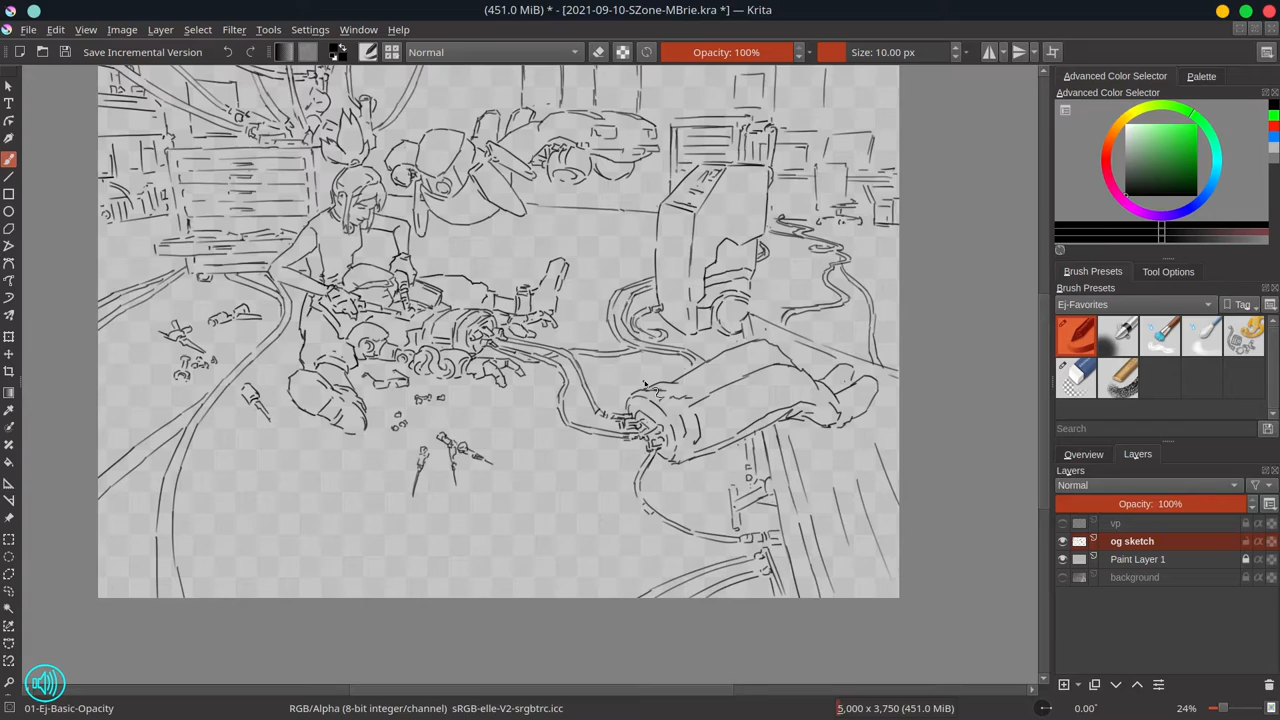 (451.0 MiB) * - [2021-09-10-SZone-MBrie.kra *] — Krita
File Edit View Image Layer Select Filter Tools Settings Window Help
Save Incremental Version Normal Opacity: 100% Size: 10.00 px
Advanced Color Selector Palette
Advanced Color Selector
Brush Presets Tool Options
Brush Presets
Ej-Favorites Tag
Search
Overview Layers
Layers
Normal
Opacity: 100%
vp
og sketch
Paint Layer 1
background
01-Ej-Basic-Opacity RGB/Alpha (8-bit integer/channel) sRGB-elle-V2-srgbtrc.icc 5,000 x 3,750 (451.0 MiB) 0.00° 24%